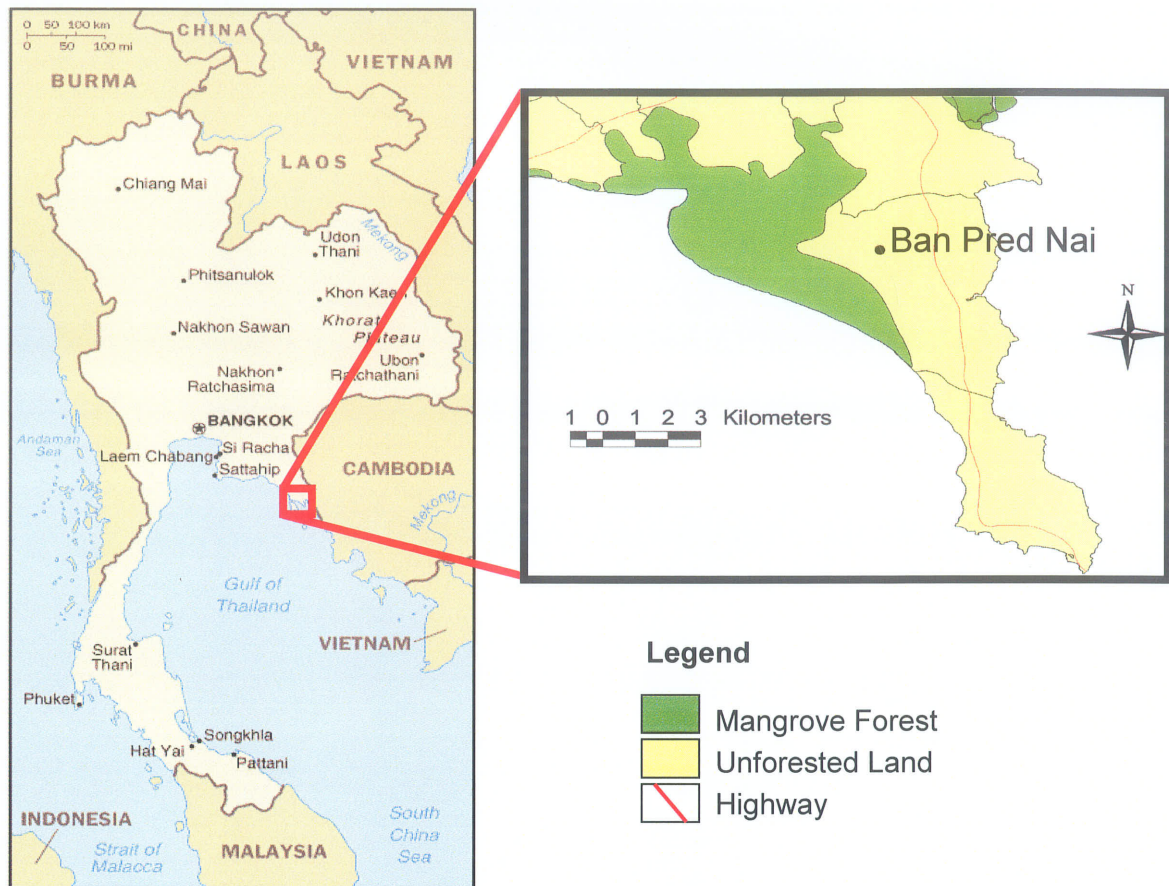 0 50 100 km
0 50 100 mi
CHINA
VIETNAM
BURMA
LAOS
Chiang Mai
Mekong
Udon
Thani
Phitsanulok
Khon Kaen
Khorat
Plateau
Nakhon Sawan
Ubon
Ratchathani
Nakhon
Ratchasima
BANGKOK
Si Racha
Laem Chabang
Sattahip
Andaman
Sea
CAMBODIA
Mekong
Gulf of
Thailand
VIETNAM
Surat
Thani
Phuket
Songkhla
Hat Yai
Pattani
INDONESIA
Strait of
Malacca
MALAYSIA
South
China
Sea
Ban Pred Nai
N
1 0 1 2 3 Kilometers
Legend
Mangrove Forest
Unforested Land
Highway